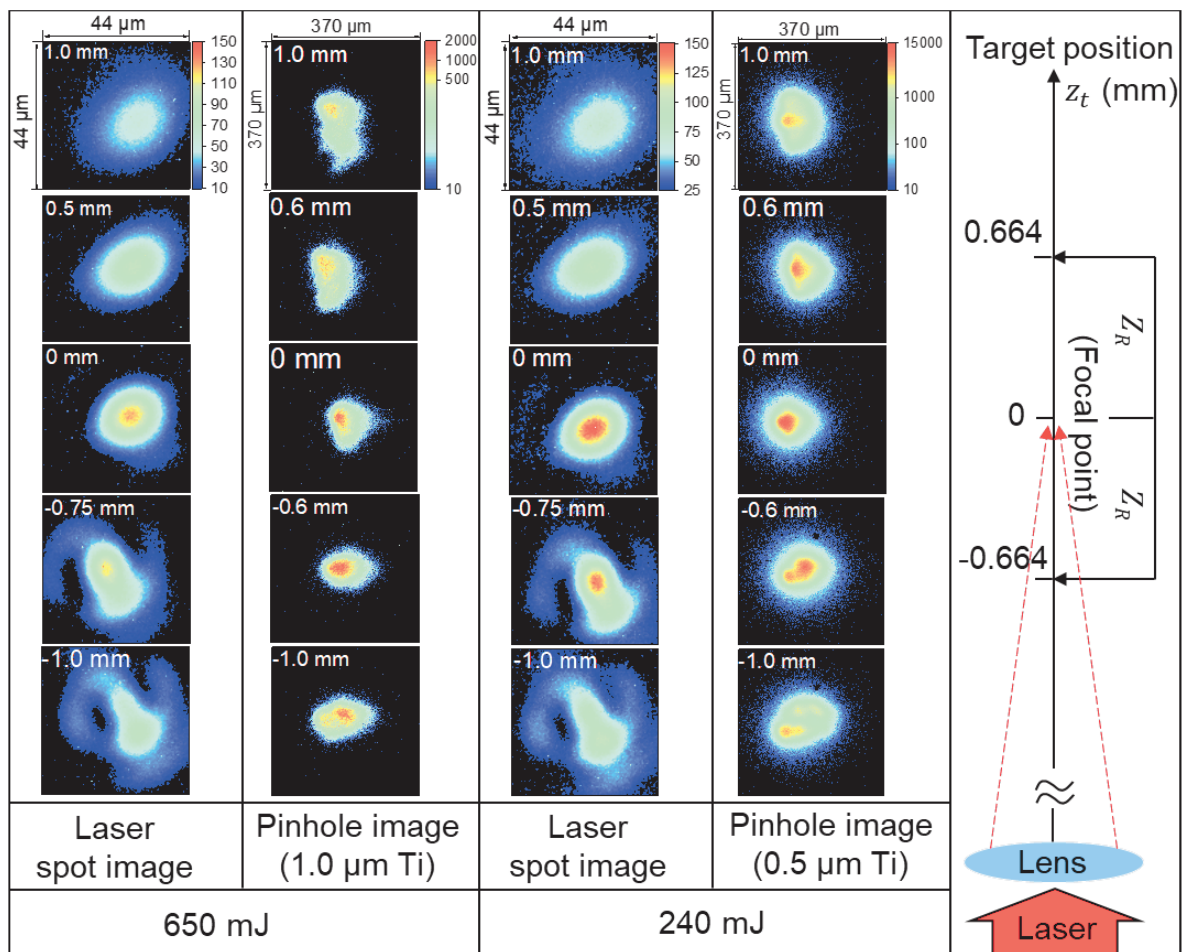 44 µm
44 µm
1.0 mm
150
130
110
90
70
50
30
10
0.5 mm
0 mm
-0.75 mm
-1.0 mm
Laser
spot image
370 µm
370 µm
1.0 mm
2000
1000
500
10
0.6 mm
0 mm
-0.6 mm
-1.0 mm
Pinhole image
(1.0 µm Ti)
650 mJ
44 µm
44 µm
1.0 mm
150
125
100
75
50
25
0.5 mm
0 mm
-0.75 mm
-1.0 mm
Laser
spot image
370 µm
370 µm
1.0 mm
15000
1000
100
10
0.6 mm
0 mm
-0.6 mm
-1.0 mm
Pinhole image
(0.5 µm Ti)
240 mJ
Target position
z_t (mm)
0.664
Z_R
0
(Focal point)
Z_R
-0.664
Lens
Laser